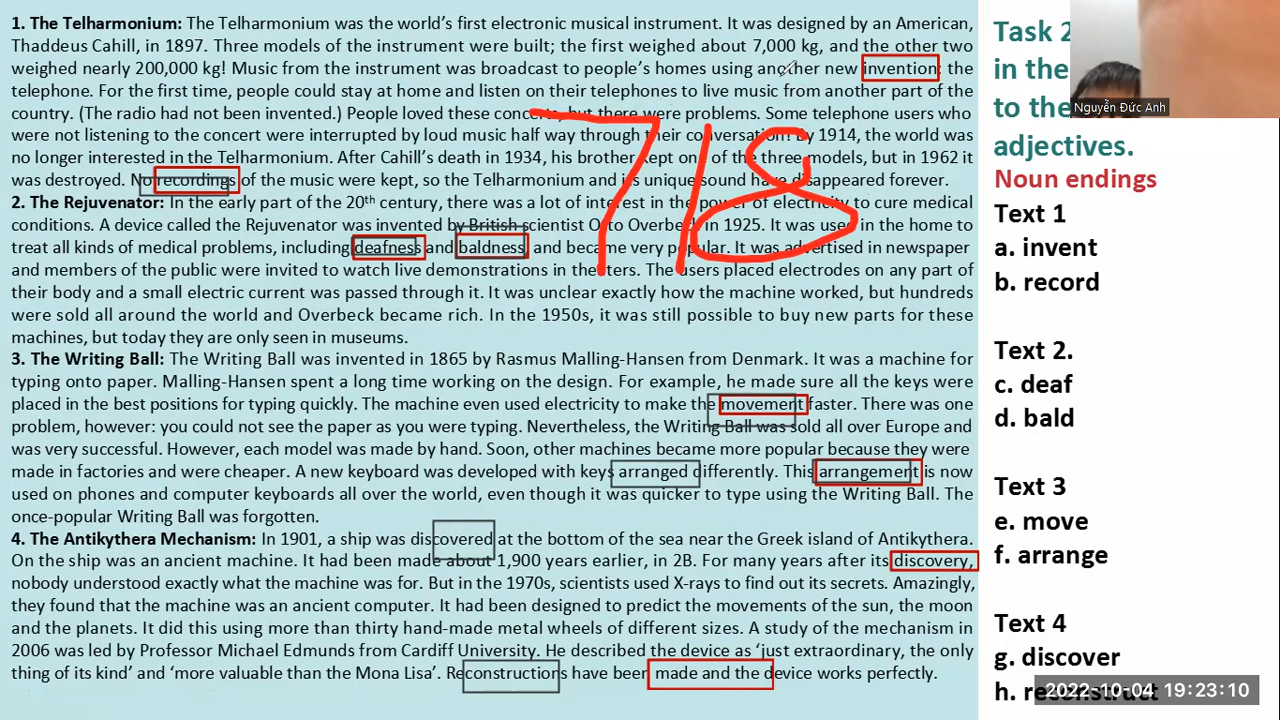 1. The Telharmonium: The Telharmonium was the world's first electronic musical instrument. It was designed by an American,
Thaddeus Cahill, in 1897. Three models of the instrument were built; the first weighed about 7,000 kg, and the other two
weighed nearly 200,000 kg! Music from the instrument was broadcast to people's homes using another new invention: the
telephone. For the first time, people could stay at home and listen on their telephones to live music from another part of the
country. (The radio had not been invented.) People loved these concerts, but there were problems. Some telephone users who
were not listening to the concert were interrupted by loud music half way through their conversation! By 1914, the world was
no longer interested in the Telharmonium. After Cahill's death in 1934, his brother kept one of the three models, but in 1962 it
was destroyed. No recordings of the music were kept, so the Telharmonium and its unique sound have disappeared forever.
2. The Rejuvenator: In the early part of the 20th century, there was a lot of interest in the power of electricity to cure medical
conditions. A device called the Rejuvenator was invented by British scientist Otto Overbeck in 1925. It was used in the home to
treat all kinds of medical problems, including deafness and baldness, and became very popular. It was advertised in newspaper
and members of the public were invited to watch live demonstrations in theaters. The users placed electrodes on any part of
their body and a small electric current was passed through it. It was unclear exactly how the machine worked, but hundreds
were sold all around the world and Overbeck became rich. In the 1950s, it was still possible to buy new parts for these
machines, but today they are only seen in museums.
3. The Writing Ball: The Writing Ball was invented in 1865 by Rasmus Malling-Hansen from Denmark. It was a machine for
typing onto paper. Malling-Hansen spent a long time working on the design. For example, he made sure all the keys were
placed in the best positions for typing quickly. The machine even used electricity to make the movement faster. There was one
problem, however: you could not see the paper as you were typing. Nevertheless, the Writing Ball was sold all over Europe and
was very successful. However, each model was made by hand. Soon, other machines became more popular because they were
made in factories and were cheaper. A new keyboard was developed with keys arranged differently. This arrangement is now
used on phones and computer keyboards all over the world, even though it was quicker to type using the Writing Ball. The
once-popular Writing Ball was forgotten.
4. The Antikythera Mechanism: In 1901, a ship was discovered at the bottom of the sea near the Greek island of Antikythera.
On the ship was an ancient machine. It had been made about 1,900 years earlier, in 2B. For many years after its discovery,
nobody understood exactly what the machine was for. But in the 1970s, scientists used X-rays to find out its secrets. Amazingly,
they found that the machine was an ancient computer. It had been designed to predict the movements of the sun, the moon
and the planets. It did this using more than thirty hand-made metal wheels of different sizes. A study of the mechanism in
2006 was led by Professor Michael Edmunds from Cardiff University. He described the device as 'just extraordinary, the only
thing of its kind' and 'more valuable than the Mona Lisa'. Reconstructions have been made and the device works perfectly.
7/8
Task 2
in the
to the
adjectives.
Noun endings
Text 1
a. invent
b. record
Text 2.
c. deaf
d. bald
Text 3
e. move
f. arrange
Text 4
g. discover
h. reconstruct
Nguyễn Đức Anh
2022-10-04 19:23:10